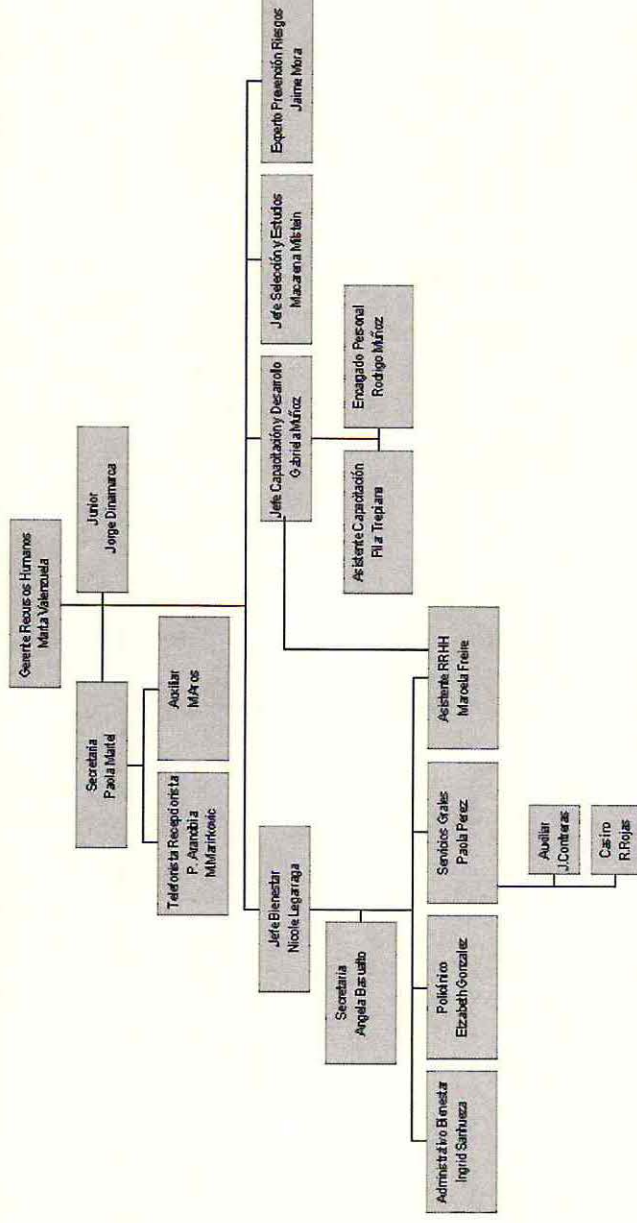 Gerente Recursos Humanos
Marta Valenzuela
Secretaria
Paola Martel
Junior
Jorge Dinamarca
Telefonista Recepcionista
P. Aranobia
M.Marirkovic
Auxiliar
M.Aros
Jefe Bienestar
Nicole Legarraga
Jefe Capacitación y Desarrollo
Gabriela Muñoz
Jefe Selección y Estudios
Macarena Milstein
Experto Prevención Riesgos
Jaime Mora
Secretaria
Angela Basualto
Asistente Capacitación
Pilar Trepiana
Encargado Personal
Rodrigo Muñoz
Administrativo Bienestar
Ingrid Sanhueza
Policlínico
Elizabeth Gonzalez
Servicios Grales
Paola Perez
Asistente RRHH
Marcela Freire
Auxiliar
J.Contreras
Casino
R.Rojas